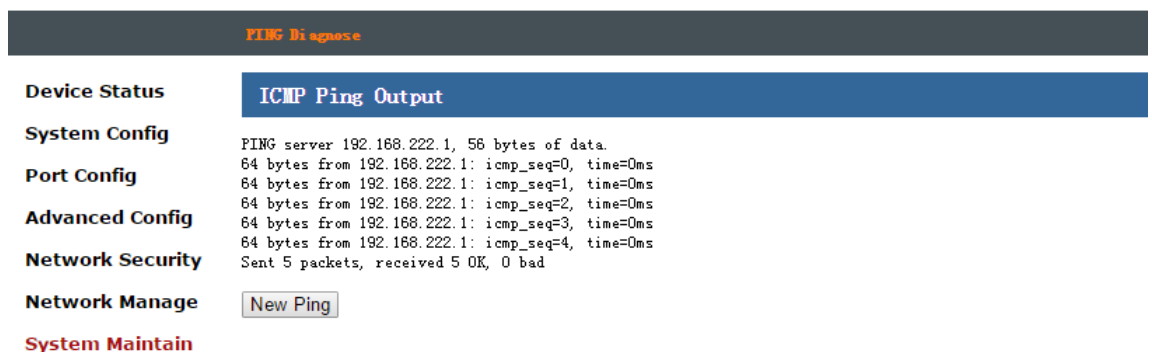 PING Diagnose
Device Status
System Config
Port Config
Advanced Config
Network Security
Network Manage
System Maintain
ICMP Ping Output
PING server 192.168.222.1, 56 bytes of data.
64 bytes from 192.168.222.1: icmp_seq=0, time=0ms
64 bytes from 192.168.222.1: icmp_seq=1, time=0ms
64 bytes from 192.168.222.1: icmp_seq=2, time=0ms
64 bytes from 192.168.222.1: icmp_seq=3, time=0ms
64 bytes from 192.168.222.1: icmp_seq=4, time=0ms
Sent 5 packets, received 5 OK, 0 bad
New Ping